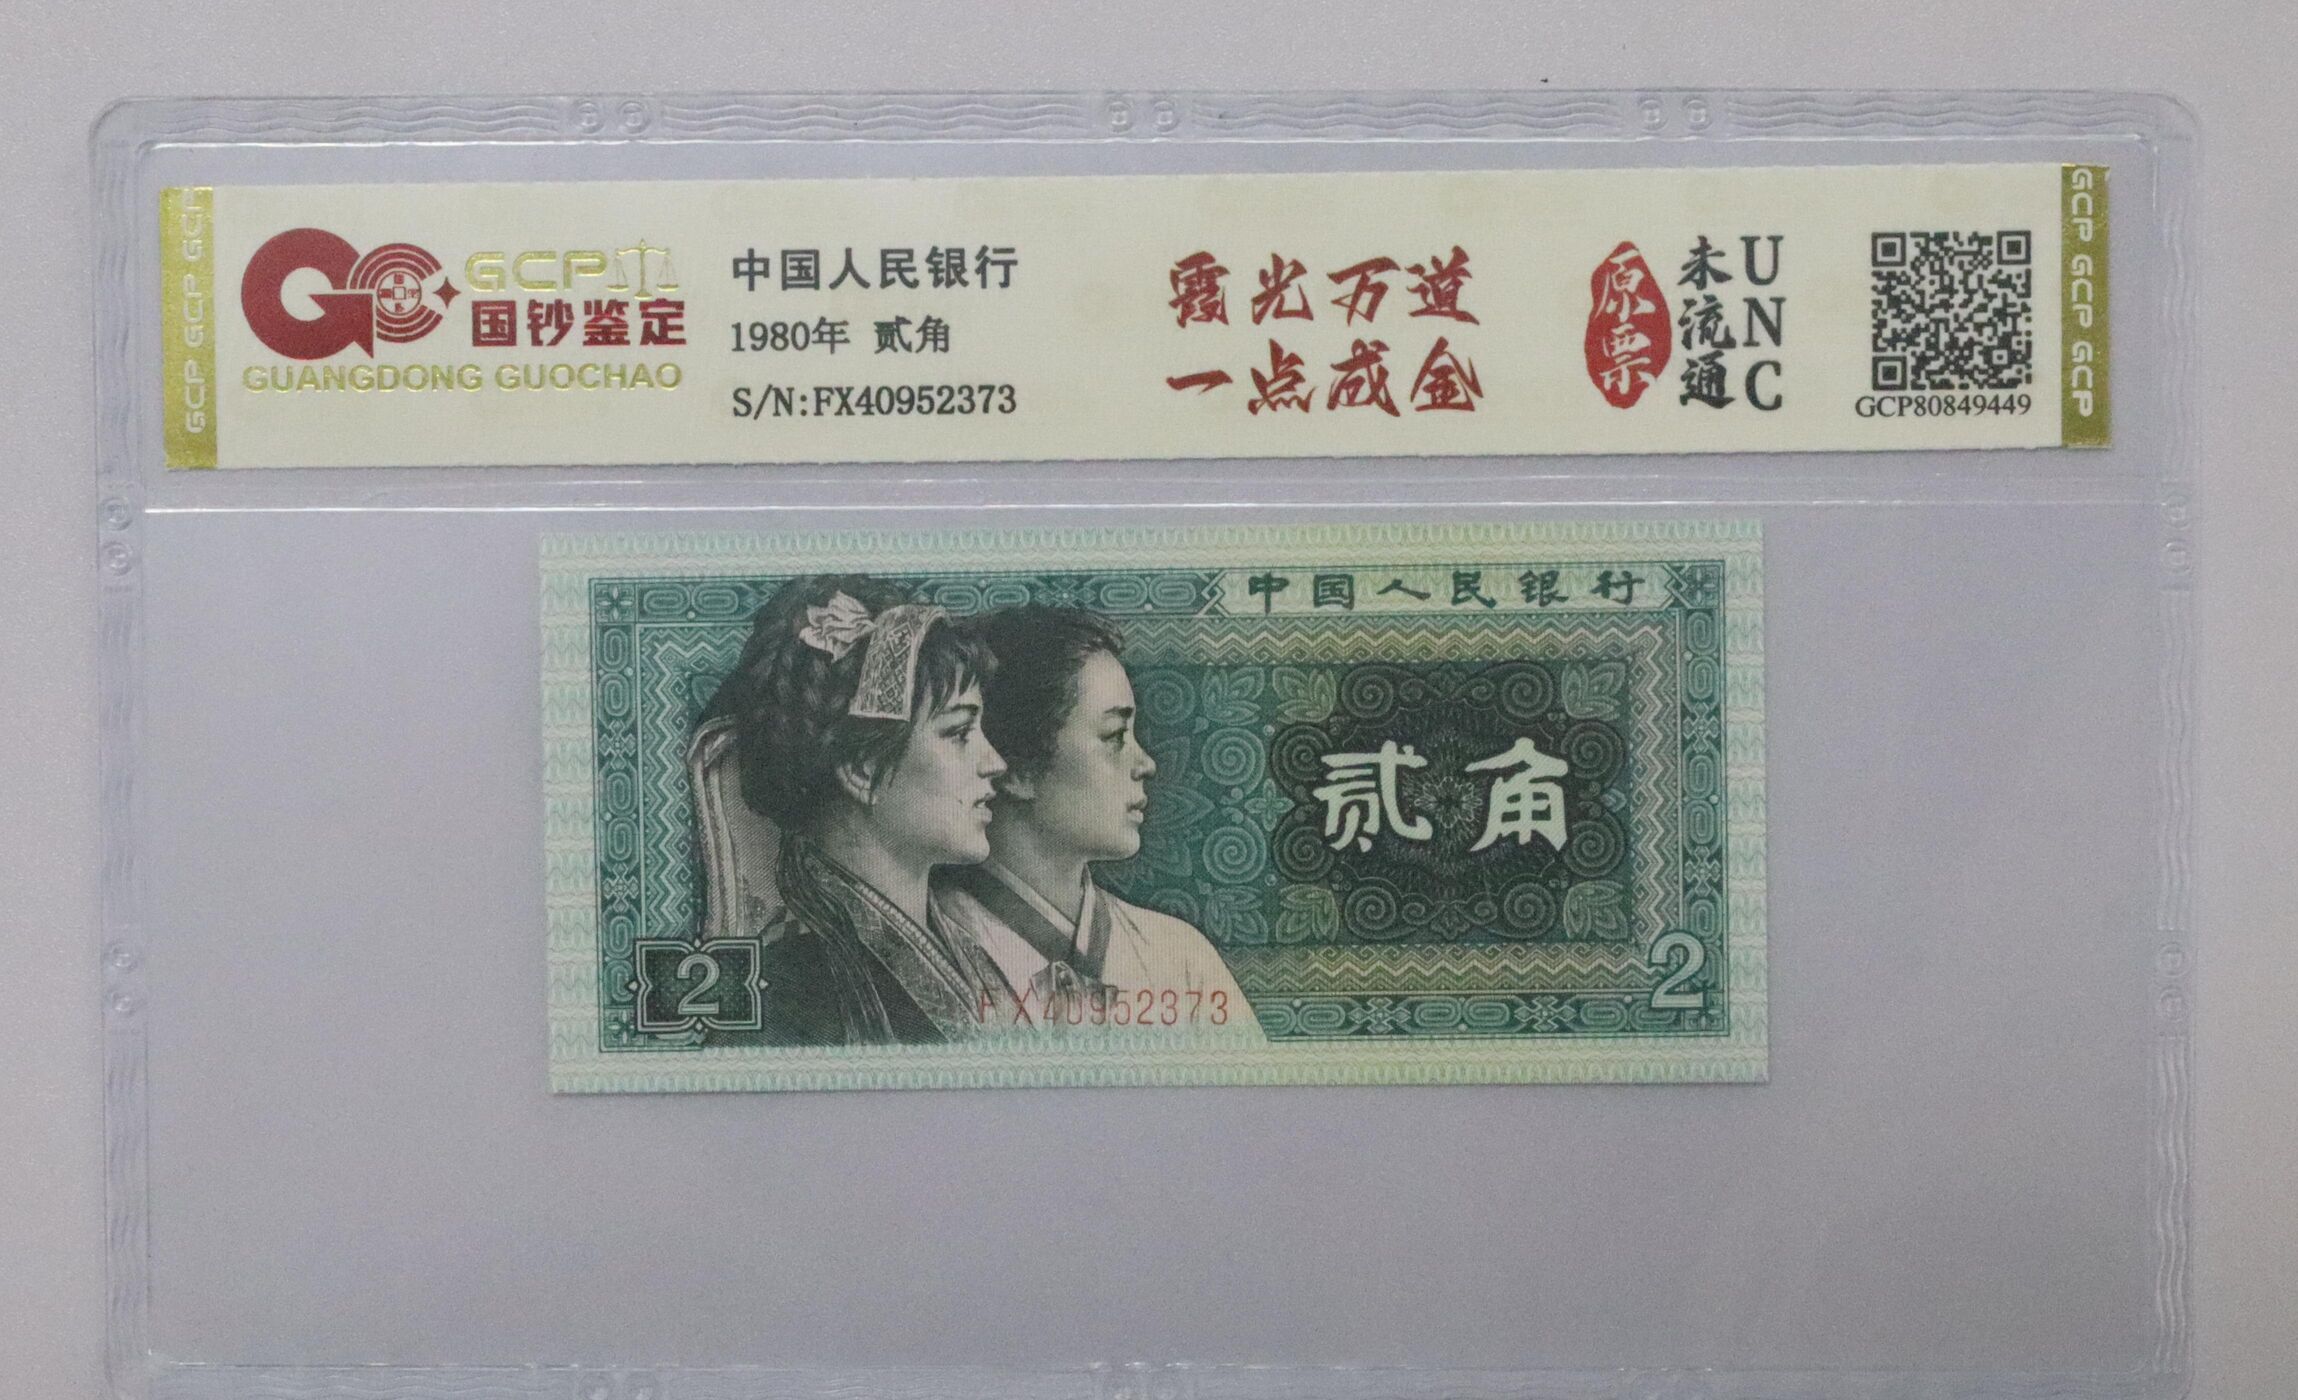 GCP GCP GCP
GCP
国钞鉴定
GUANGDONG GUOCHAO
中国人民银行
1980年 贰角
S/N:FX40952373
霞光万道
一点成金
原票
未流通
UNC
GCP80849449
GCP GCP GCP
中国人民银行
贰角
2
2
FX40952373